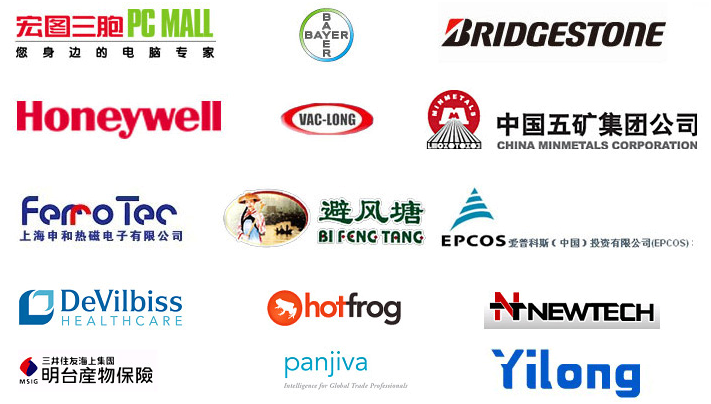 宏图三胞 PC MALL
您身边的电脑专家
BAYER
BAYER
BRIDGESTONE
Honeywell
VAC-LONG
MINMETALS
中国五矿集团公司
CHINA MINMETALS CORPORATION
FerroTec
上海申和热磁电子有限公司
避风塘
BI FENG TANG
EPCOS 爱普科斯(中国)投资有限公司(EPCOS):
DeVilbiss
HEALTHCARE
hotfrog
NEWTECH
三井住友海上集团
MSIG 明台産物保險
panjiva
Intelligence for Global Trade Professionals
Yilong